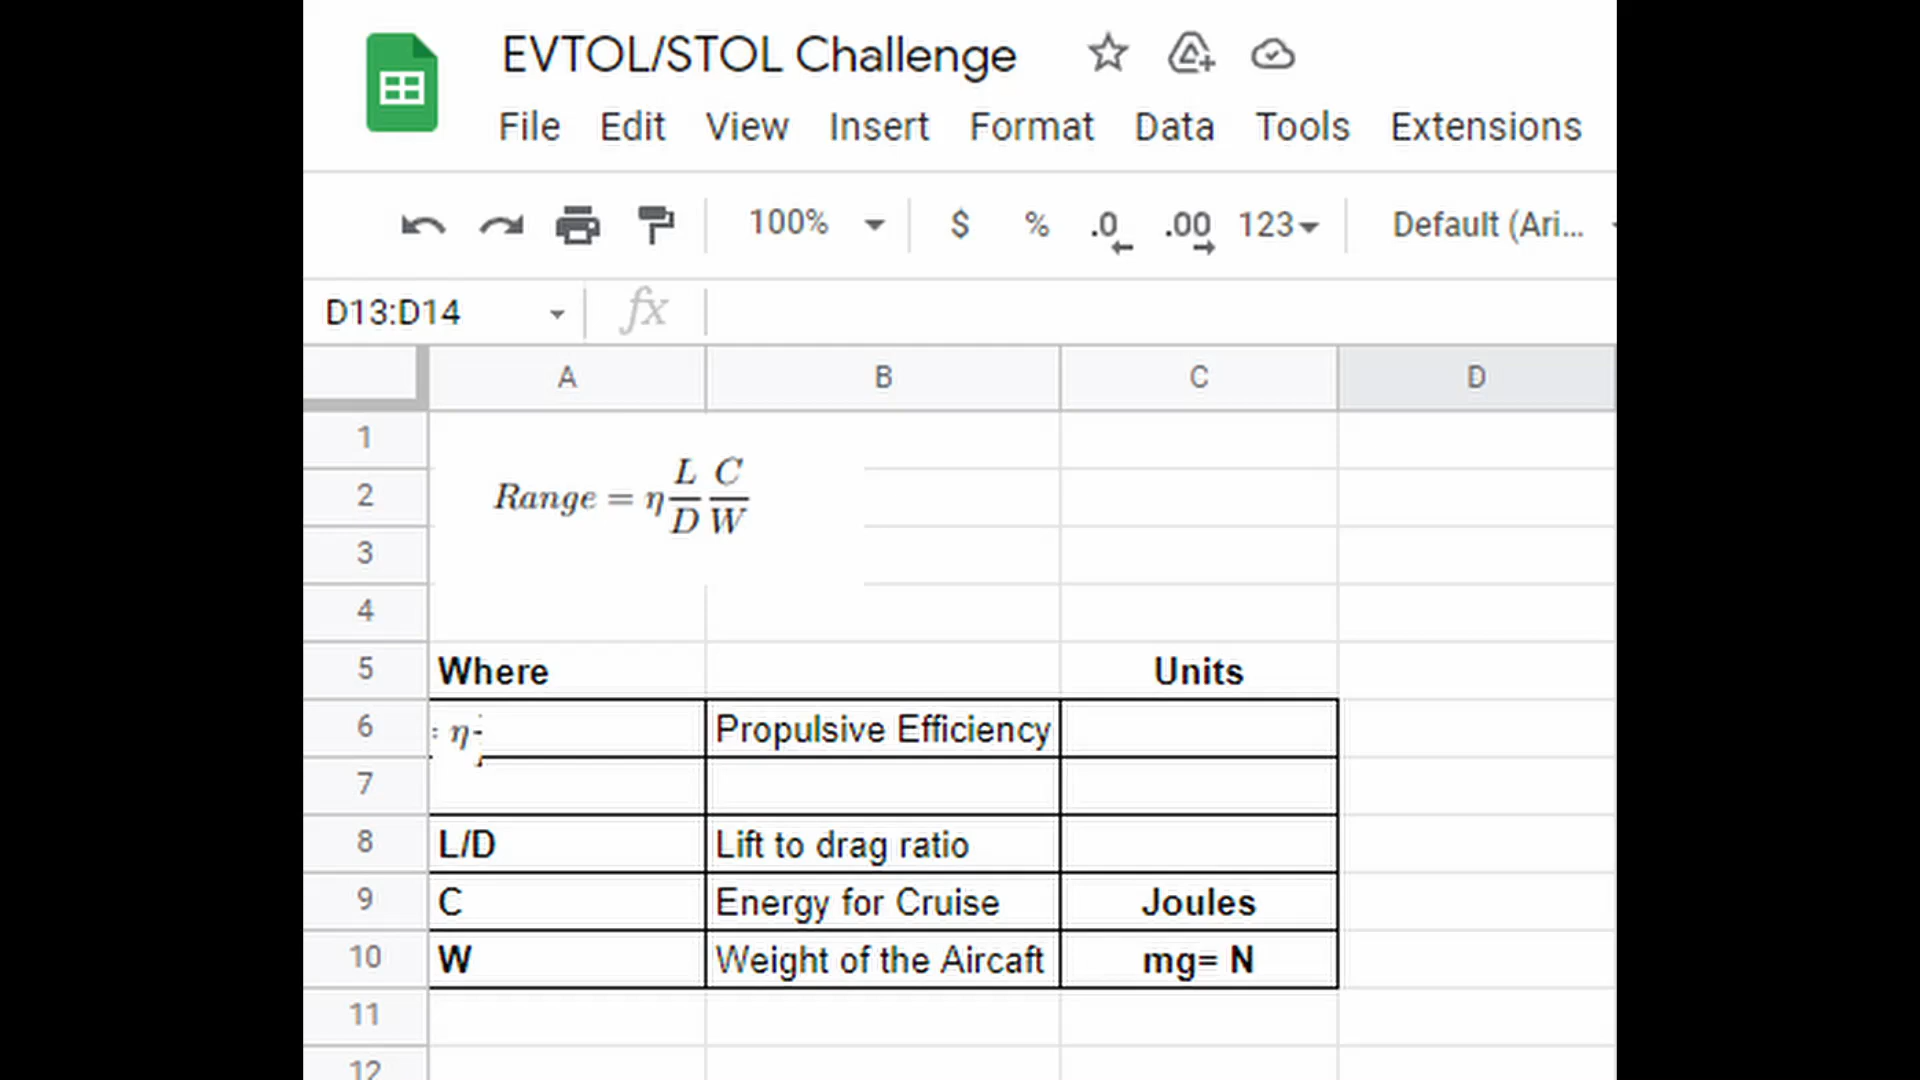 EVTOL/STOL Challenge
File Edit View Insert Format Data Tools Extensions
100% $ % .0 .00 123 Default (Ari...
D13:D14 fx
A B C D
1
2 Range = η L/D C/W
3
4
5 Where Units
6 = η Propulsive Efficiency
7
8 L/D Lift to drag ratio
9 C Energy for Cruise Joules
10 W Weight of the Aircaft mg= N
11
12